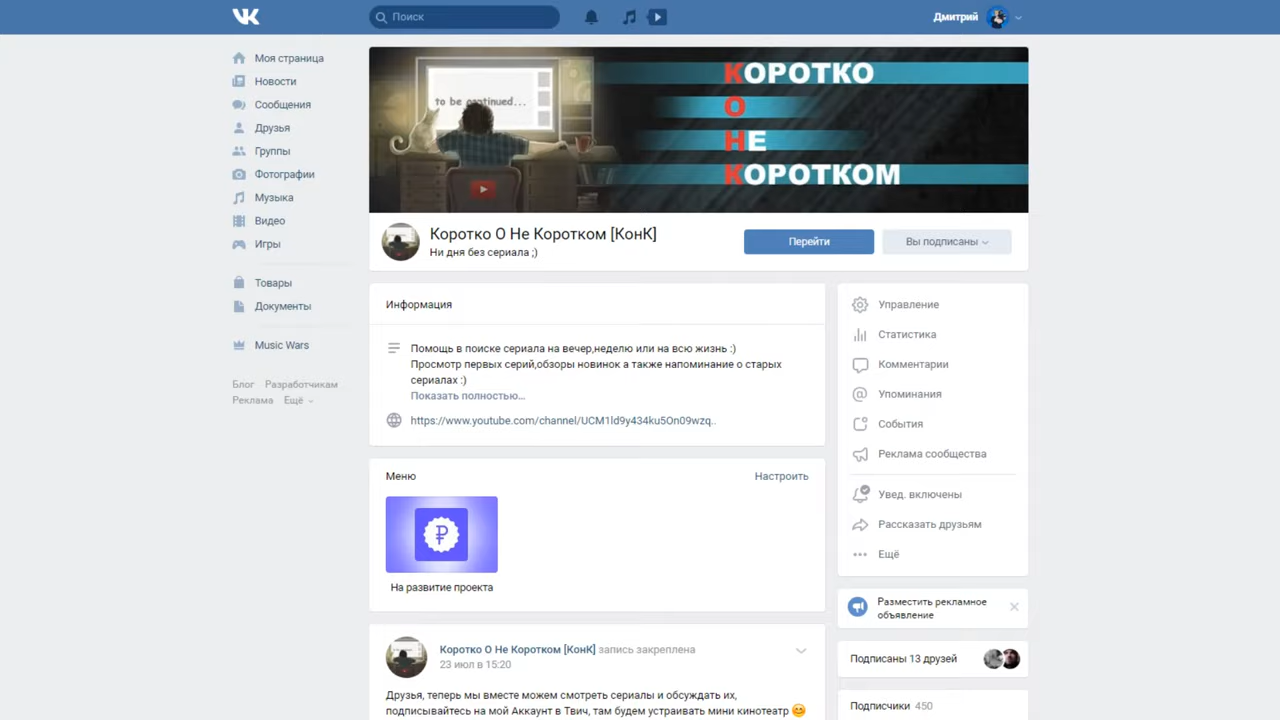 Поиск
Дмитрий
Моя страница
Новости
Сообщения
Друзья
Группы
Фотографии
Музыка
Видео
Игры
Товары
Документы
Music Wars
Блог Разработчикам
Реклама Ещё
to be continued...
КОРОТКО
О
НЕ
КОРОТКОМ
Коротко О Не Коротком [КонК]
Ни дня без сериала ;)
Перейти
Вы подписаны
Информация
Помощь в поиске сериала на вечер,неделю или на всю жизнь :)
Просмотр первых серий,обзоры новинок а также напоминание о старых
сериалах :)
Показать полностью…
https://www.youtube.com/channel/UCM1ld9y434ku5On09wzq..
Меню
Настроить
На развитие проекта
Коротко О Не Коротком [КонК] запись закреплена
23 июл в 15:20
Друзья, теперь мы вместе можем смотреть сериалы и обсуждать их,
подписывайтесь на мой Аккаунт в Твич, там будем устраивать мини кинотеатр 😊
Управление
Статистика
Комментарии
Упоминания
События
Реклама сообщества
Увед. включены
Рассказать друзьям
Ещё
Разместить рекламное
объявление
Подписаны 13 друзей
Подписчики 450